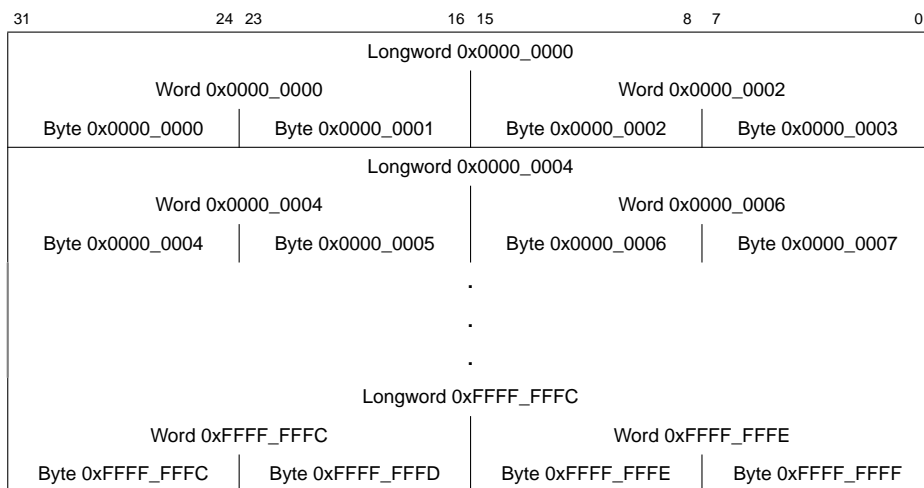 31 24 23 16 15 8 7 0
Longword 0x0000_0000
Word 0x0000_0000 Word 0x0000_0002
Byte 0x0000_0000 Byte 0x0000_0001 Byte 0x0000_0002 Byte 0x0000_0003
Longword 0x0000_0004
Word 0x0000_0004 Word 0x0000_0006
Byte 0x0000_0004 Byte 0x0000_0005 Byte 0x0000_0006 Byte 0x0000_0007
.
.
.
Longword 0xFFFF_FFFC
Word 0xFFFF_FFFC Word 0xFFFF_FFFE
Byte 0xFFFF_FFFC Byte 0xFFFF_FFFD Byte 0xFFFF_FFFE Byte 0xFFFF_FFFF